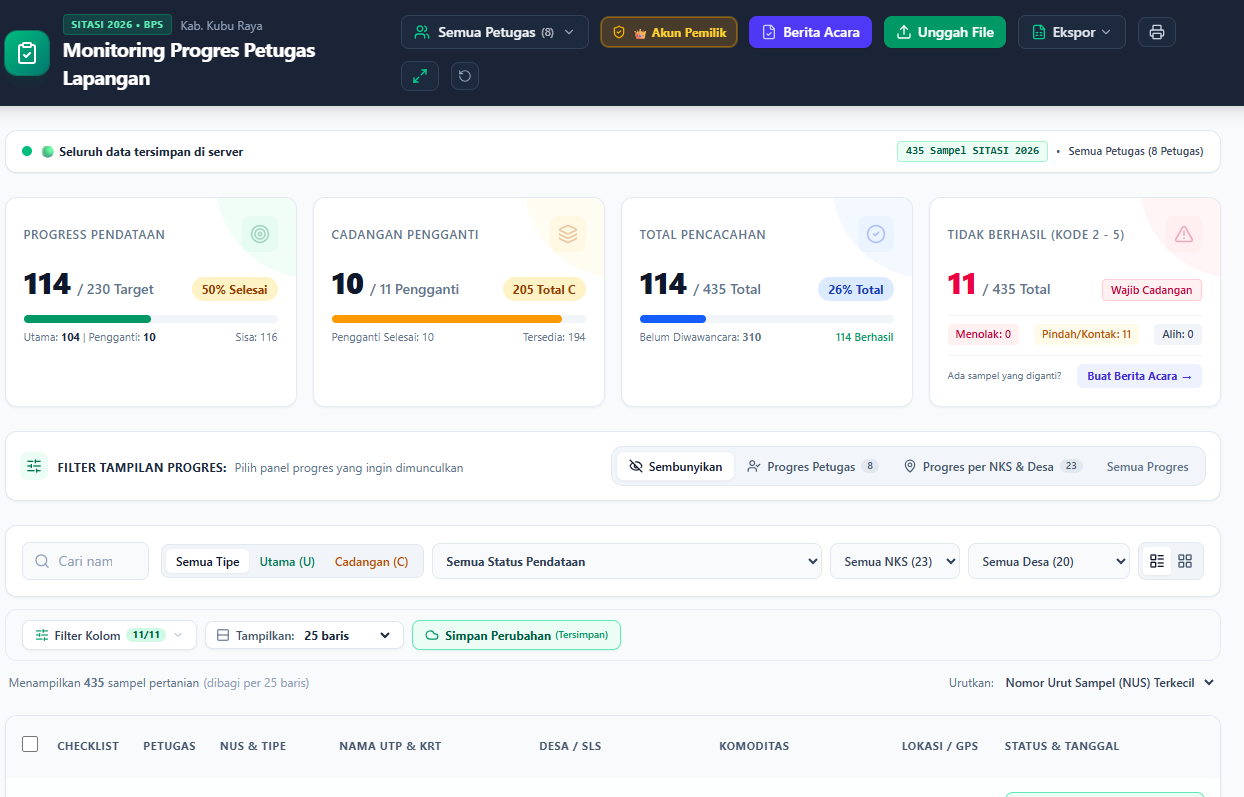 SITASI 2026 • BPS Kab. Kubu Raya
Monitoring Progres Petugas
Lapangan
Semua Petugas (8)
👑 Akun Pemilik
Berita Acara
Unggah File
Ekspor
Seluruh data tersimpan di server
435 Sampel SITASI 2026 • Semua Petugas (8 Petugas)
PROGRESS PENDATAAN
114 / 230 Target 50% Selesai
Utama: 104 | Pengganti: 10 Sisa: 116
CADANGAN PENGGANTI
10 / 11 Pengganti 205 Total C
Pengganti Selesai: 10 Tersedia: 194
TOTAL PENCACAHAN
114 / 435 Total 26% Total
Belum Diwawancara: 310 114 Berhasil
TIDAK BERHASIL (KODE 2 - 5)
11 / 435 Total Wajib Cadangan
Menolak: 0 Pindah/Kontak: 11 Alih: 0
Ada sampel yang diganti? Buat Berita Acara →
FILTER TAMPILAN PROGRES: Pilih panel progres yang ingin dimunculkan
Sembunyikan Progres Petugas 8 Progres per NKS & Desa 23 Semua Progres
Cari nam
Semua Tipe Utama (U) Cadangan (C)
Semua Status Pendataan
Semua NKS (23)
Semua Desa (20)
Filter Kolom 11/11
Tampilkan: 25 baris
Simpan Perubahan (Tersimpan)
Menampilkan 435 sampel pertanian (dibagi per 25 baris)
Urutkan: Nomor Urut Sampel (NUS) Terkecil
CHECKLIST PETUGAS NUS & TIPE NAMA UTP & KRT DESA / SLS KOMODITAS LOKASI / GPS STATUS & TANGGAL